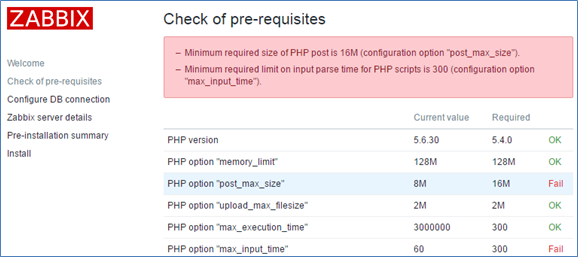 ZABBIX
Check of pre-requisites
– Minimum required size of PHP post is 16M (configuration option "post_max_size").
– Minimum required limit on input parse time for PHP scripts is 300 (configuration option
"max_input_time").
Welcome
Check of pre-requisites
Configure DB connection
Zabbix server details
Pre-installation summary
Install
Current value Required
PHP version 5.6.30 5.4.0 OK
PHP option "memory_limit" 128M 128M OK
PHP option "post_max_size" 8M 16M Fail
PHP option "upload_max_filesize" 2M 2M OK
PHP option "max_execution_time" 3000000 300 OK
PHP option "max_input_time" 60 300 Fail